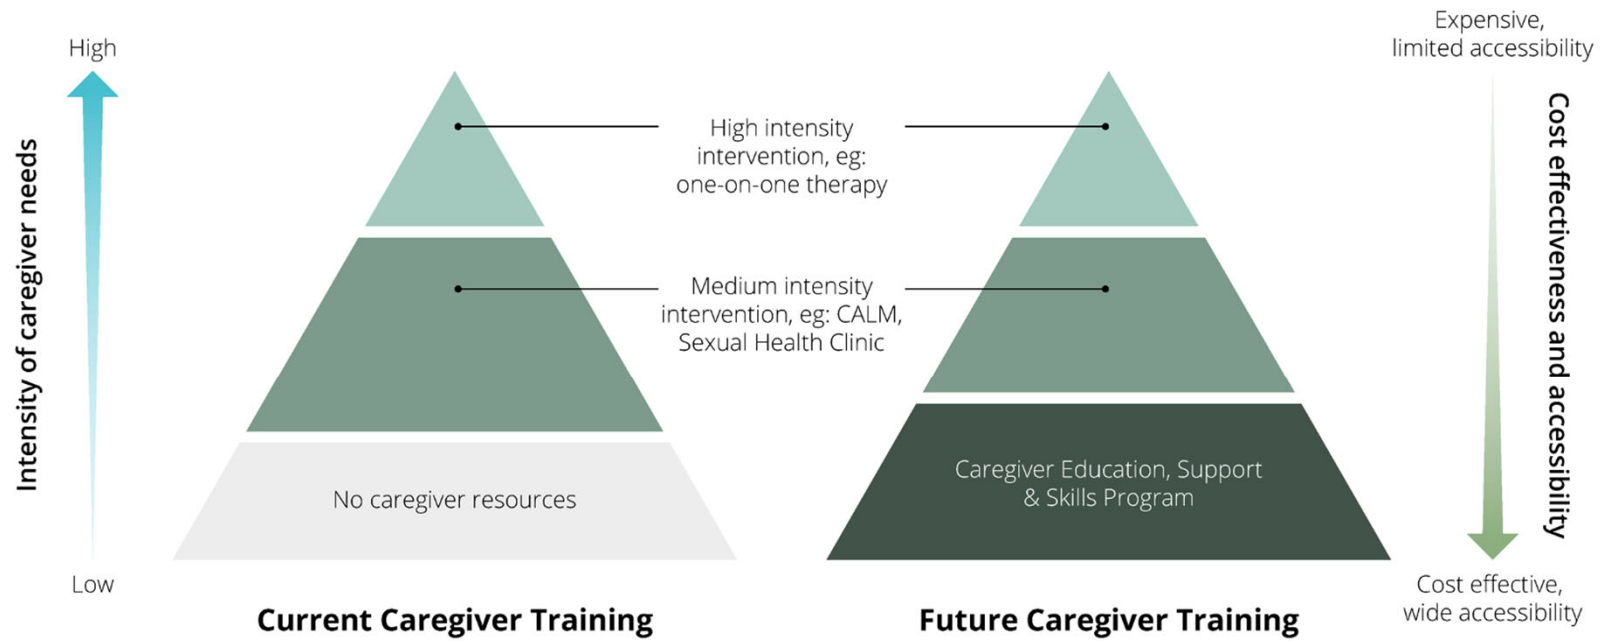 High
Intensity of caregiver needs
Low
High intensity
intervention, eg:
one-on-one therapy
Medium intensity
intervention, eg: CALM,
Sexual Health Clinic
No caregiver resources
Current Caregiver Training
Caregiver Education, Support
& Skills Program
Future Caregiver Training
Expensive,
limited accessibility
Cost effectiveness and accessibility
Cost effective,
wide accessibility